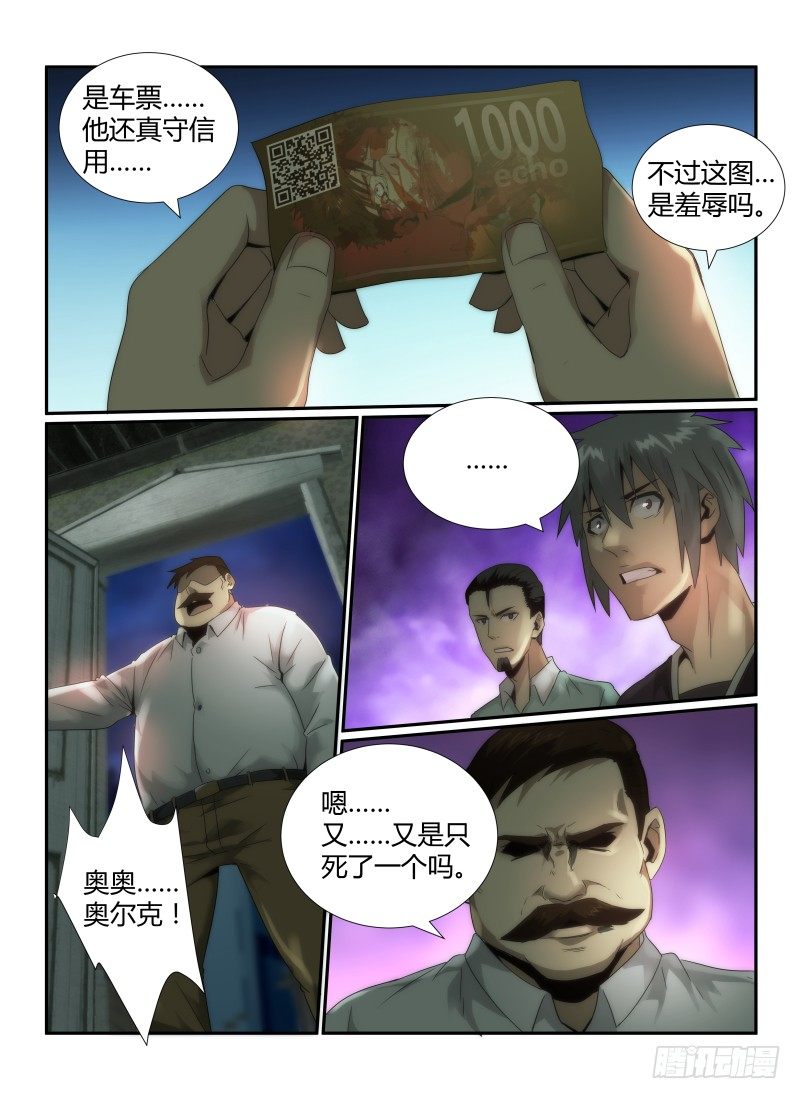 是车票……
他还真守信
用……
1000
echo
不过这图…
是羞辱吗。
……
嗯……
又……又是只
死了一个吗。
奥奥……
奥尔克！
腾讯动漫